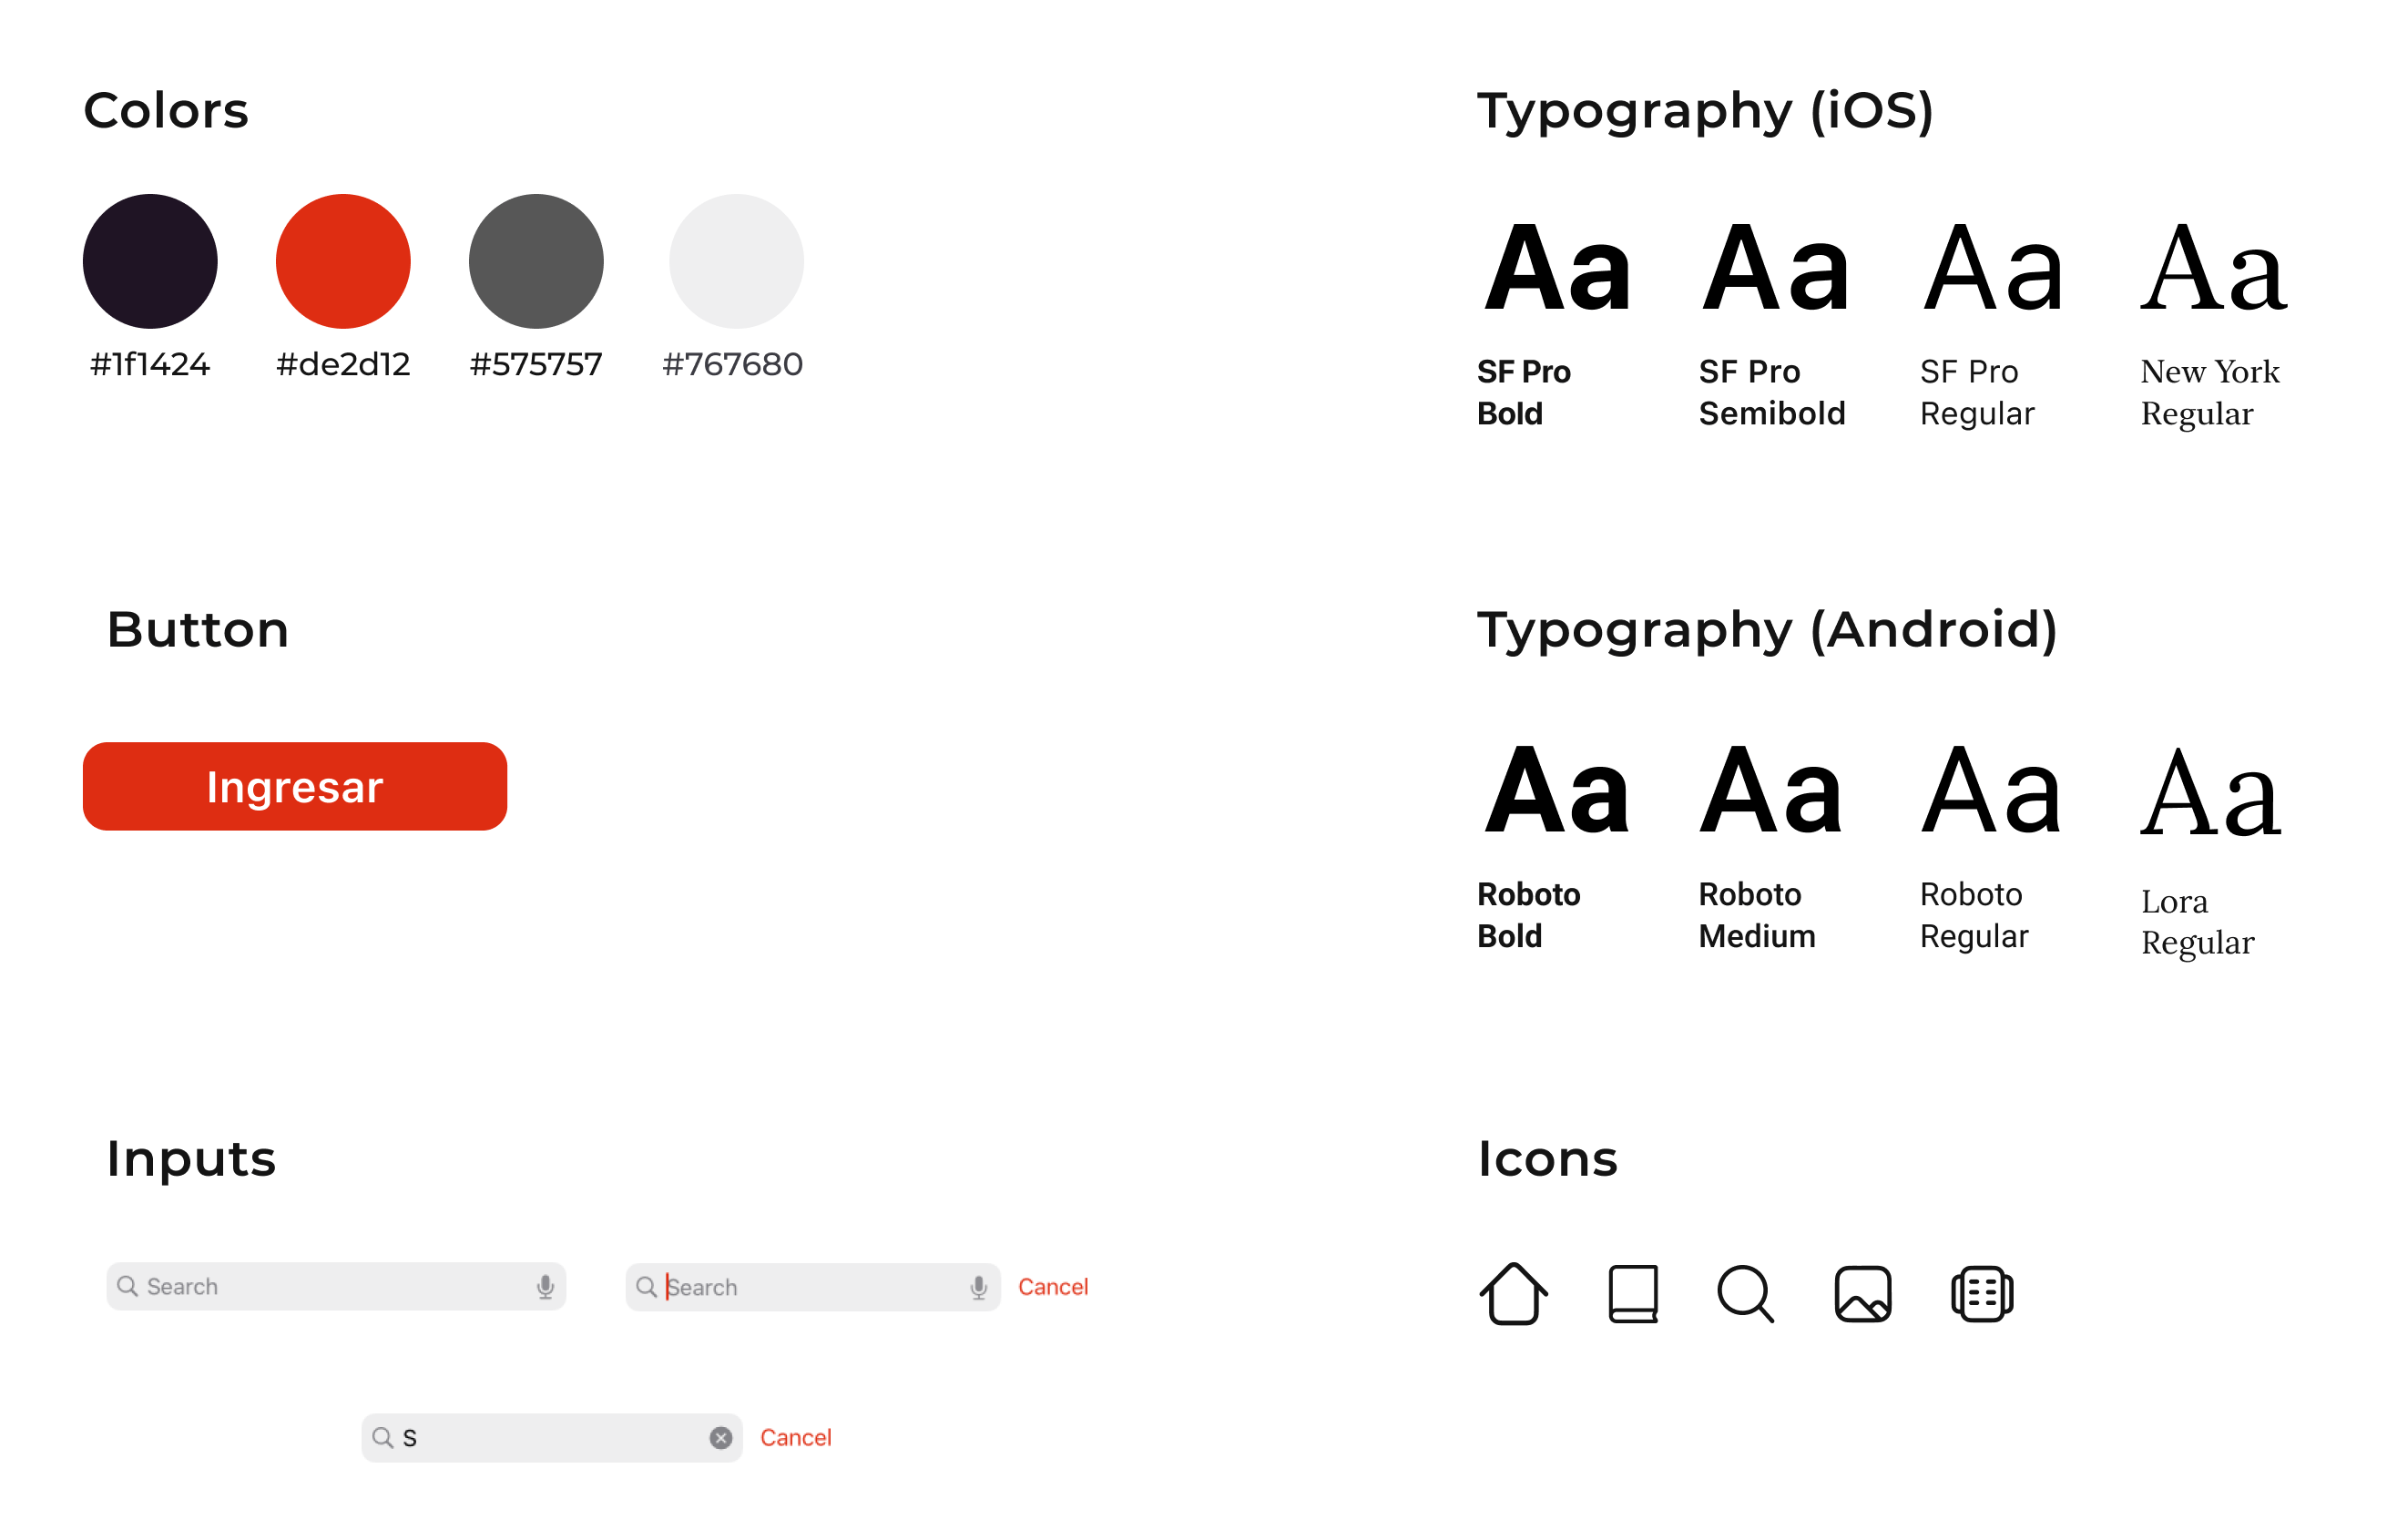 Colors
#1f1424
#de2d12
#575757
#767680
Typography (iOS)
Aa
Aa
Aa
Aa
SF Pro
Bold
SF Pro
Semibold
SF Pro
Regular
New York
Regular
Button
Ingresar
Typography (Android)
Aa
Aa
Aa
Aa
Roboto
Bold
Roboto
Medium
Roboto
Regular
Lora
Regular
Inputs
Search
Search
Cancel
S
Cancel
Icons